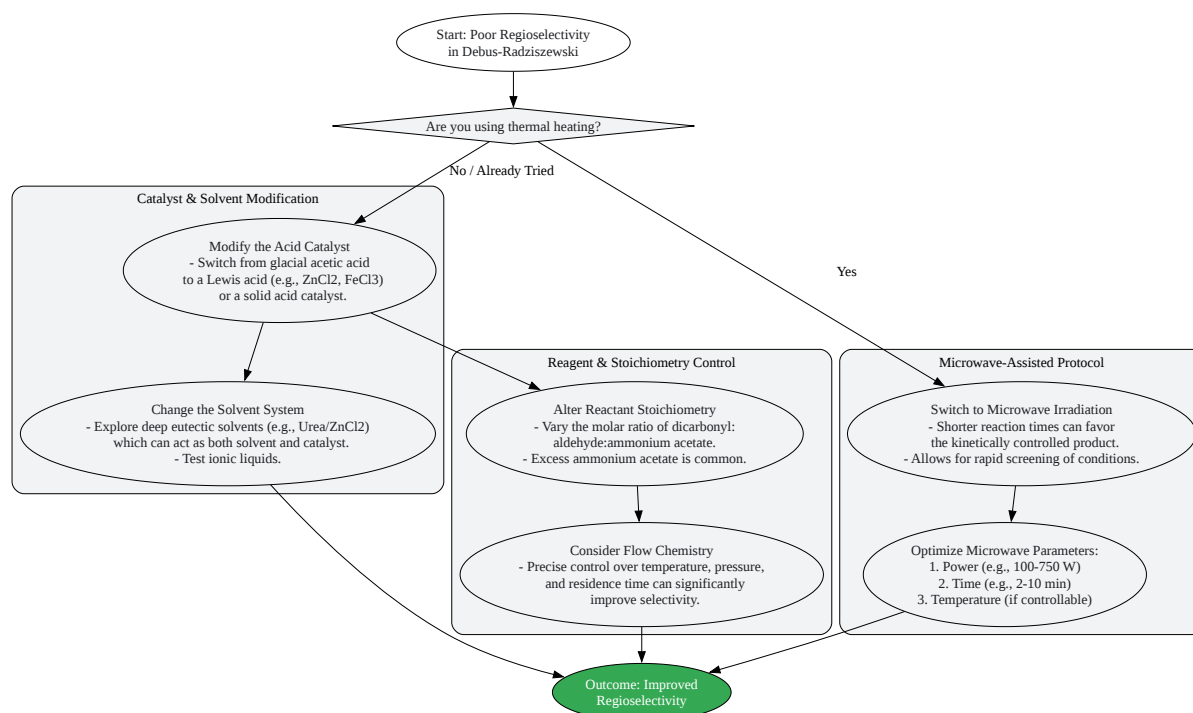 Start: Poor Regioselectivity
in Debus-Radziszewski
Are you using thermal heating?
No / Already Tried
Yes
Catalyst & Solvent Modification
Modify the Acid Catalyst
- Switch from glacial acetic acid
to a Lewis acid (e.g., ZnCl2, FeCl3)
or a solid acid catalyst.
Change the Solvent System
- Explore deep eutectic solvents (e.g., Urea/ZnCl2)
which can act as both solvent and catalyst.
- Test ionic liquids.
Reagent & Stoichiometry Control
Alter Reactant Stoichiometry
- Vary the molar ratio of dicarbonyl:
aldehyde:ammonium acetate.
- Excess ammonium acetate is common.
Consider Flow Chemistry
- Precise control over temperature, pressure,
and residence time can significantly
improve selectivity.
Microwave-Assisted Protocol
Switch to Microwave Irradiation
- Shorter reaction times can favor
the kinetically controlled product.
- Allows for rapid screening of conditions.
Optimize Microwave Parameters:
1. Power (e.g., 100-750 W)
2. Time (e.g., 2-10 min)
3. Temperature (if controllable)
Outcome: Improved
Regioselectivity